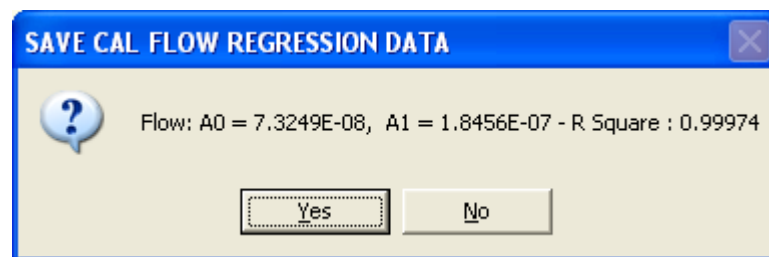 SAVE CAL FLOW REGRESSION DATA
?
Flow: A0 = 7.3249E-08, A1 = 1.8456E-07 - R Square : 0.99974
Yes No